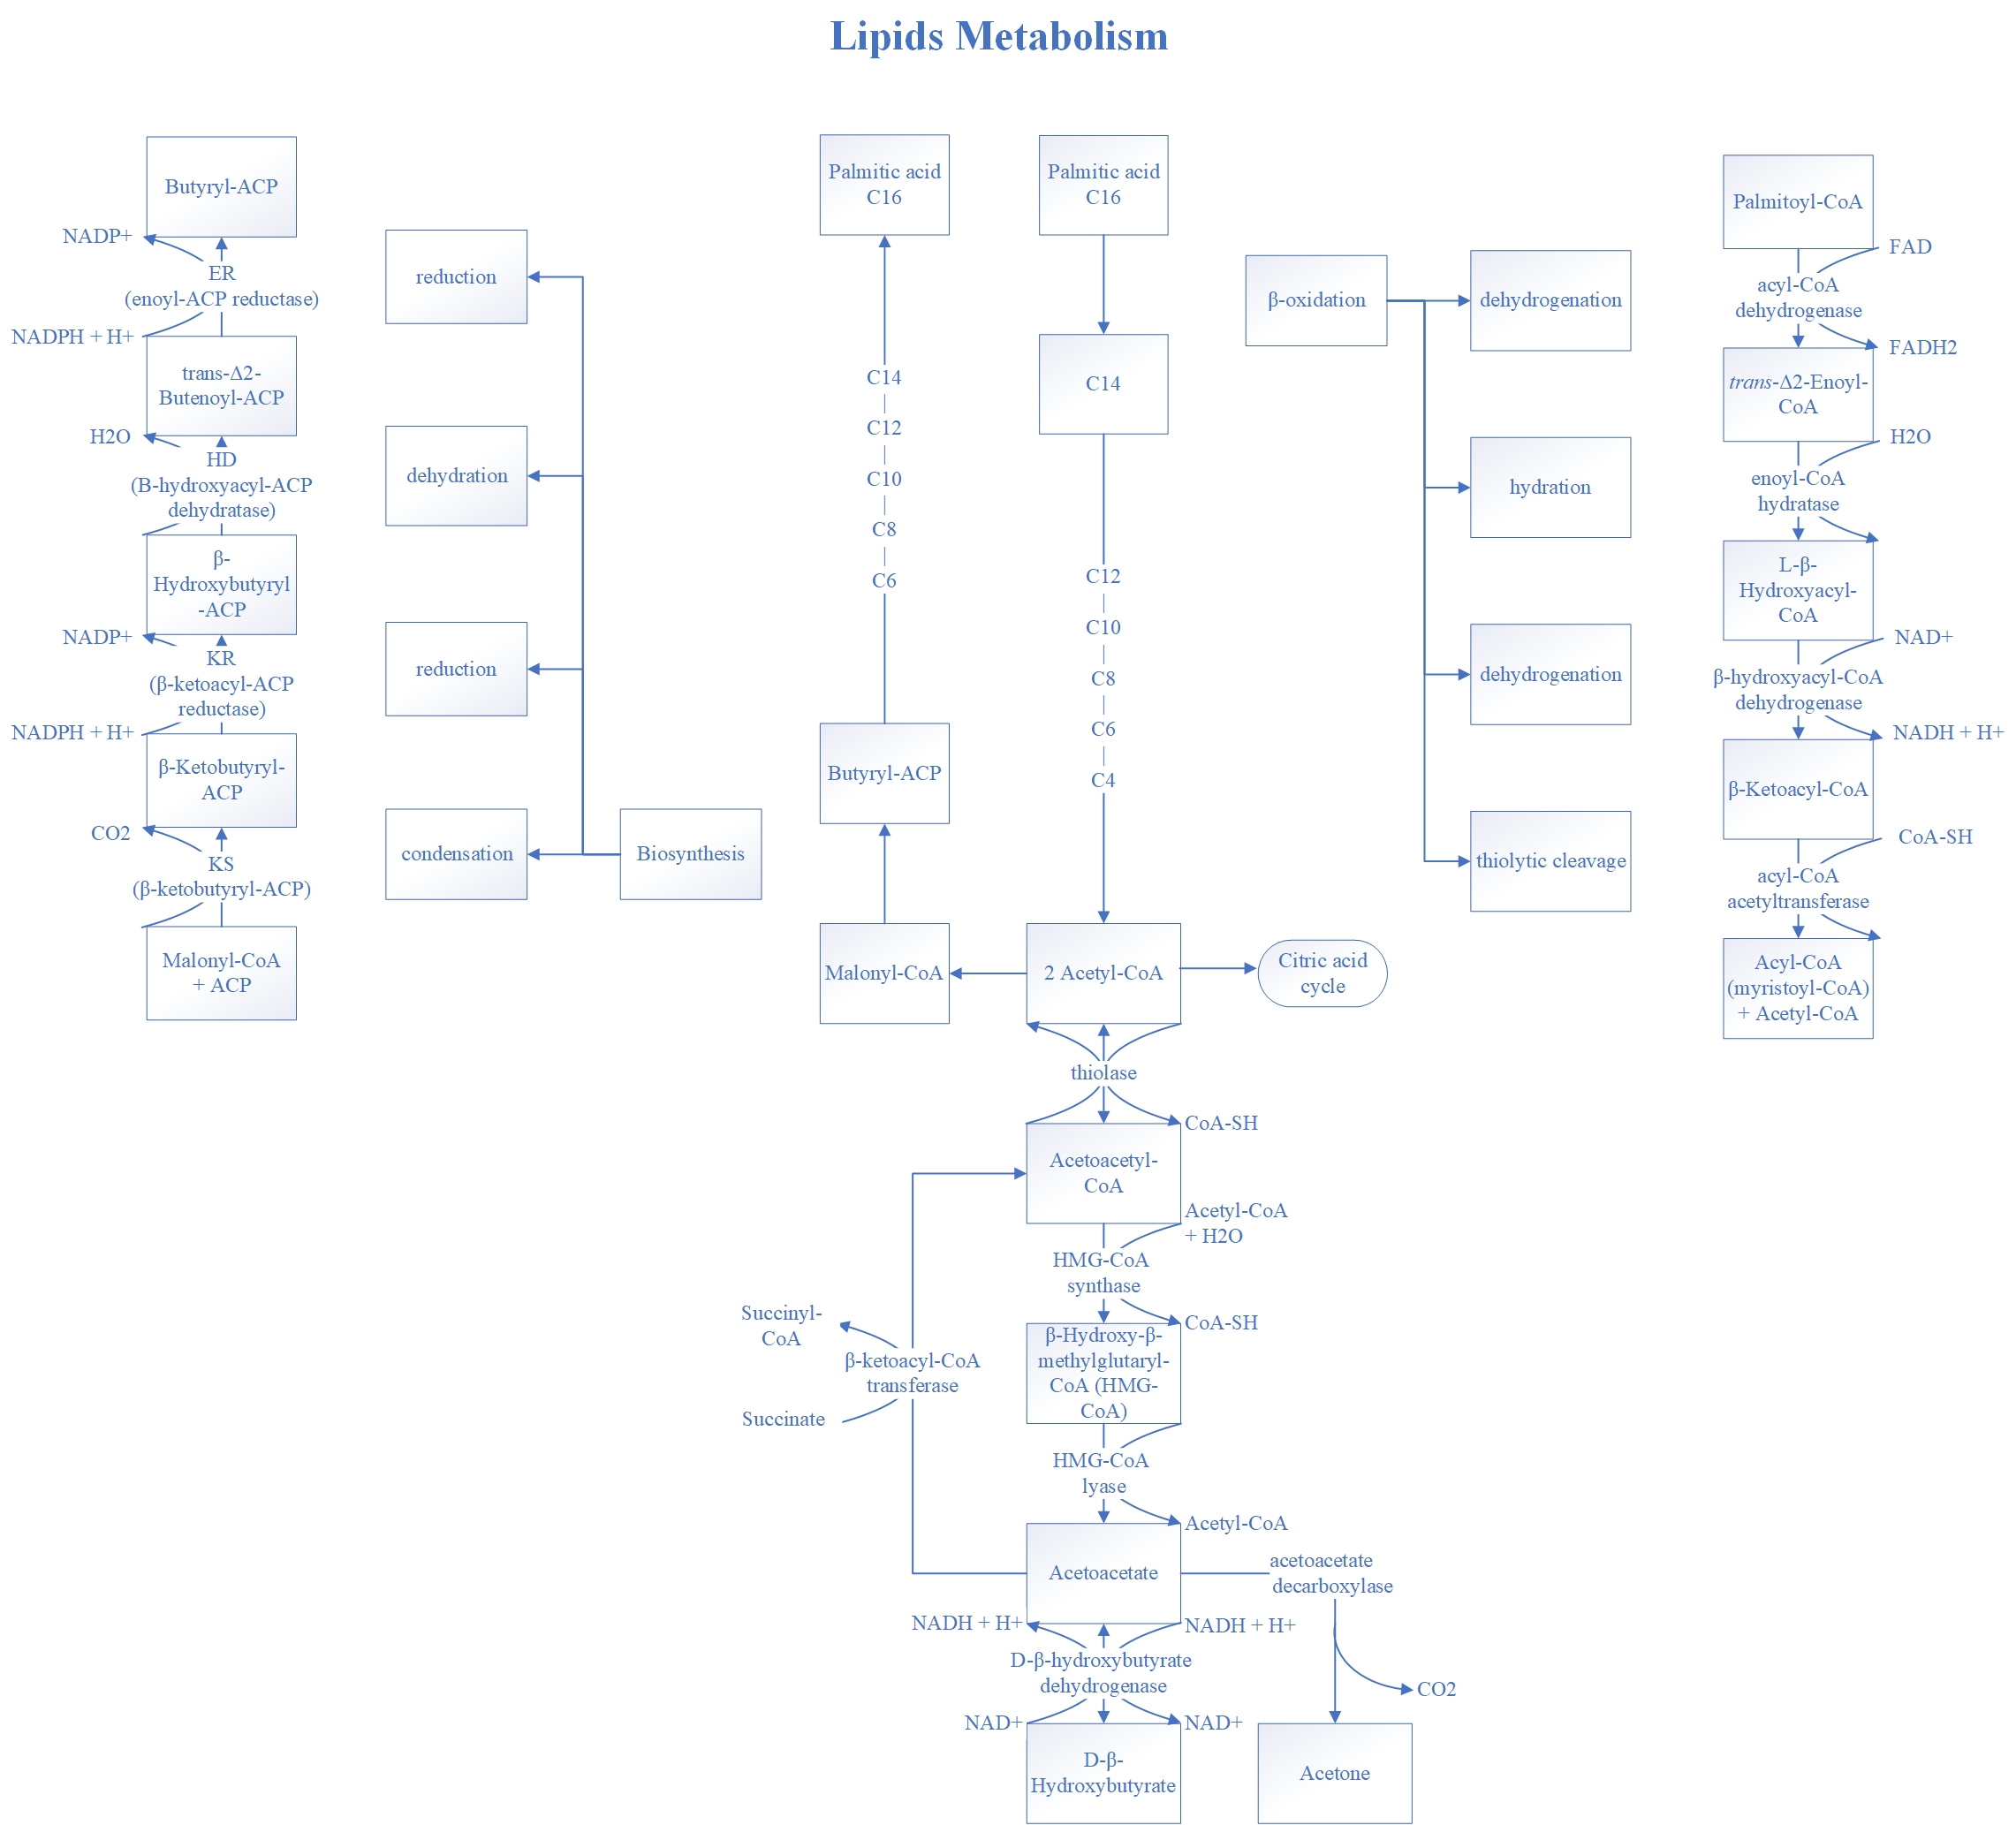 Lipids Metabolism
Butyryl-ACP
NADP+
ER
(enoyl-ACP reductase)
NADPH + H+
trans-Δ2-
Butenoyl-ACP
H2O
HD
(B-hydroxyacyl-ACP
dehydratase)
β-
Hydroxybutyryl
-ACP
NADP+
KR
(β-ketoacyl-ACP
reductase)
NADPH + H+
β-Ketobutyryl-
ACP
CO2
KS
(β-ketobutyryl-ACP)
Malonyl-CoA
+ ACP
reduction
dehydration
reduction
condensation
Biosynthesis
Palmitic acid
C16
C14
C12
C10
C8
C6
Butyryl-ACP
Malonyl-CoA
Palmitic acid
C16
C14
C12
C10
C8
C6
C4
2 Acetyl-CoA
Citric acid
cycle
thiolase
CoA-SH
Acetoacetyl-
CoA
Acetyl-CoA
+ H2O
HMG-CoA
synthase
CoA-SH
β-Hydroxy-β-
methylglutaryl-
CoA (HMG-
CoA)
Succinyl-
CoA
β-ketoacyl-CoA
transferase
Succinate
HMG-CoA
lyase
Acetyl-CoA
Acetoacetate
acetoacetate
decarboxylase
NADH + H+
NADH + H+
D-β-hydroxybutyrate
dehydrogenase
NAD+
NAD+
CO2
D-β-
Hydroxybutyrate
Acetone
β-oxidation
dehydrogenation
hydration
dehydrogenation
thiolytic cleavage
Palmitoyl-CoA
FAD
acyl-CoA
dehydrogenase
FADH2
trans-Δ2-Enoyl-
CoA
H2O
enoyl-CoA
hydratase
L-β-
Hydroxyacyl-
CoA
NAD+
β-hydroxyacyl-CoA
dehydrogenase
NADH + H+
β-Ketoacyl-CoA
CoA-SH
acyl-CoA
acetyltransferase
Acyl-CoA
(myristoyl-CoA)
+ Acetyl-CoA